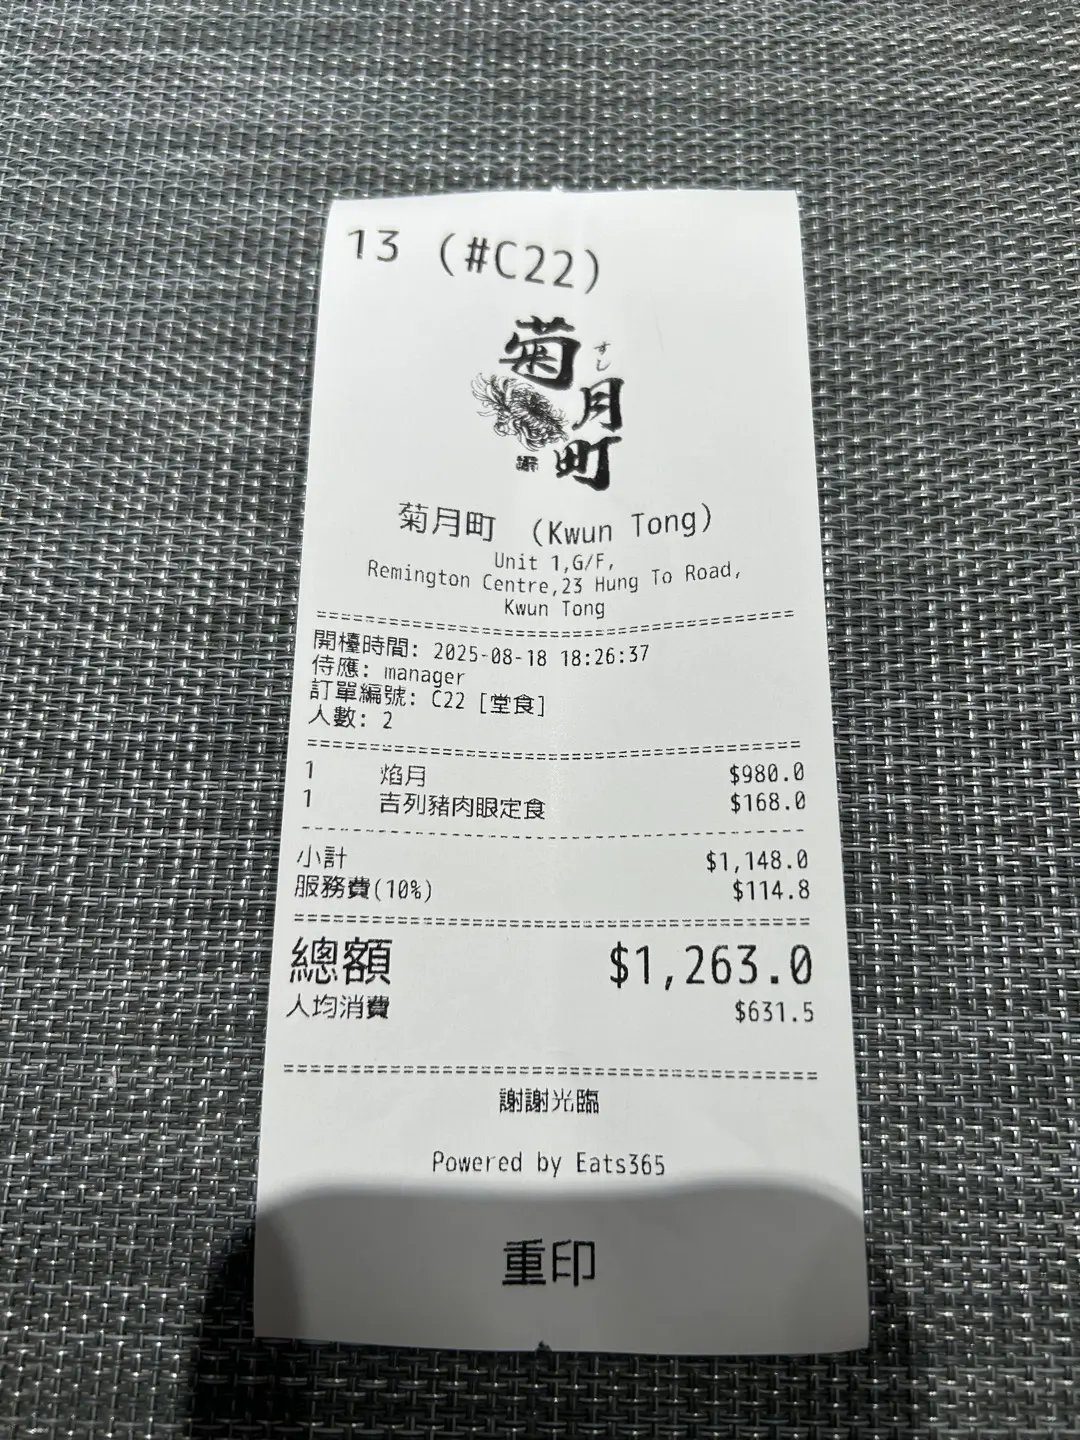 13 (#C22)
菊月町
すし
菊月町 (Kwun Tong)
Unit 1,G/F,
Remington Centre,23 Hung To Road,
Kwun Tong
開檯時間: 2025-08-18 18:26:37
侍應: manager
訂單編號: C22 [堂食]
人數: 2
1 焰月 $980.0
1 吉列豬肉眼定食 $168.0
小計 $1,148.0
服務費(10%) $114.8
總額 $1,263.0
人均消費 $631.5
謝謝光臨
Powered by Eats365
重印